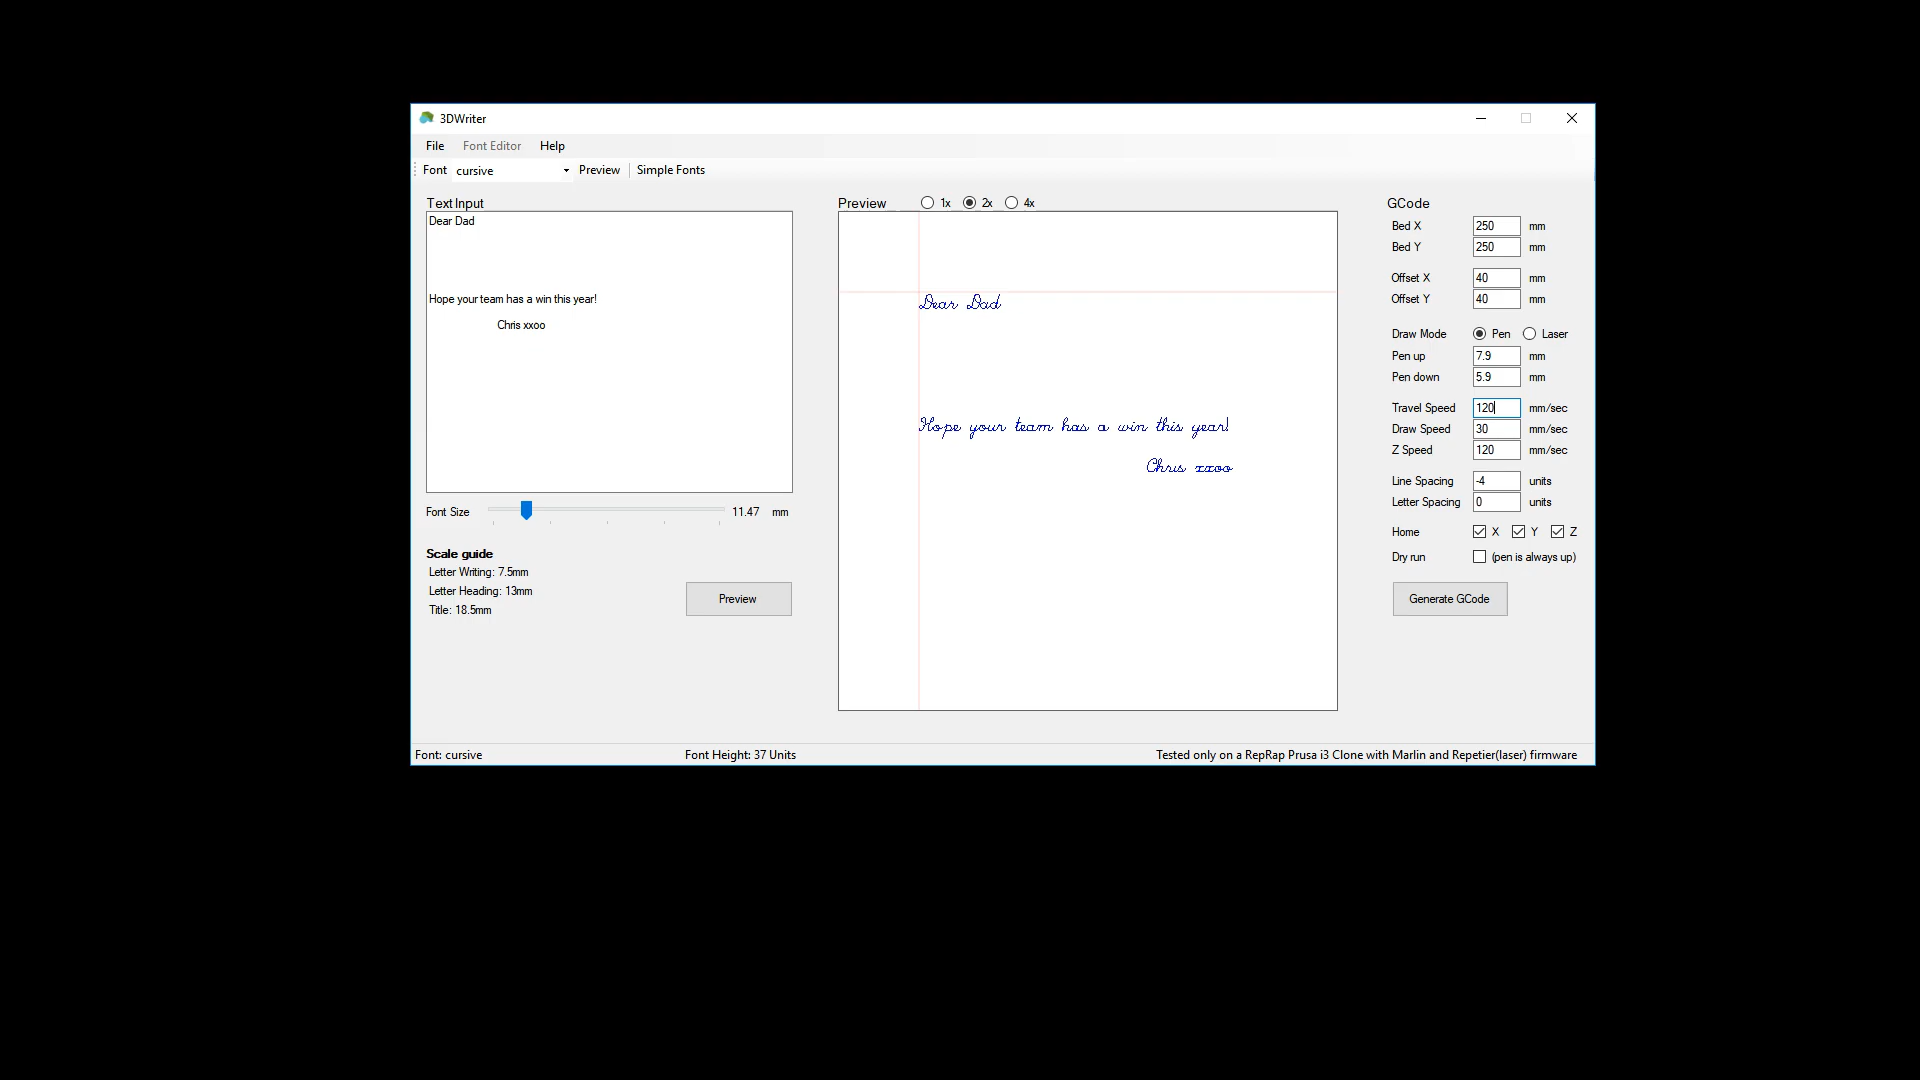 3DWriter
File Font Editor Help
Font cursive Preview Simple Fonts
Text Input
Dear Dad
Hope your team has a win this year!
Chris xxoo
Font Size 11.47 mm
Scale guide
Letter Writing: 7.5mm
Letter Heading: 13mm
Title: 18.5mm
Preview
Preview 1x 2x 4x
Dear Dad
Hope your team has a win this year!
Chris xxoo
GCode
Bed X 250 mm
Bed Y 250 mm
Offset X 40 mm
Offset Y 40 mm
Draw Mode Pen Laser
Pen up 7.9 mm
Pen down 5.9 mm
Travel Speed 120 mm/sec
Draw Speed 30 mm/sec
Z Speed 120 mm/sec
Line Spacing -4 units
Letter Spacing 0 units
Home X Y Z
Dry run (pen is always up)
Generate GCode
Font: cursive Font Height: 37 Units Tested only on a RepRap Prusa i3 Clone with Marlin and Repetier(laser) firmware